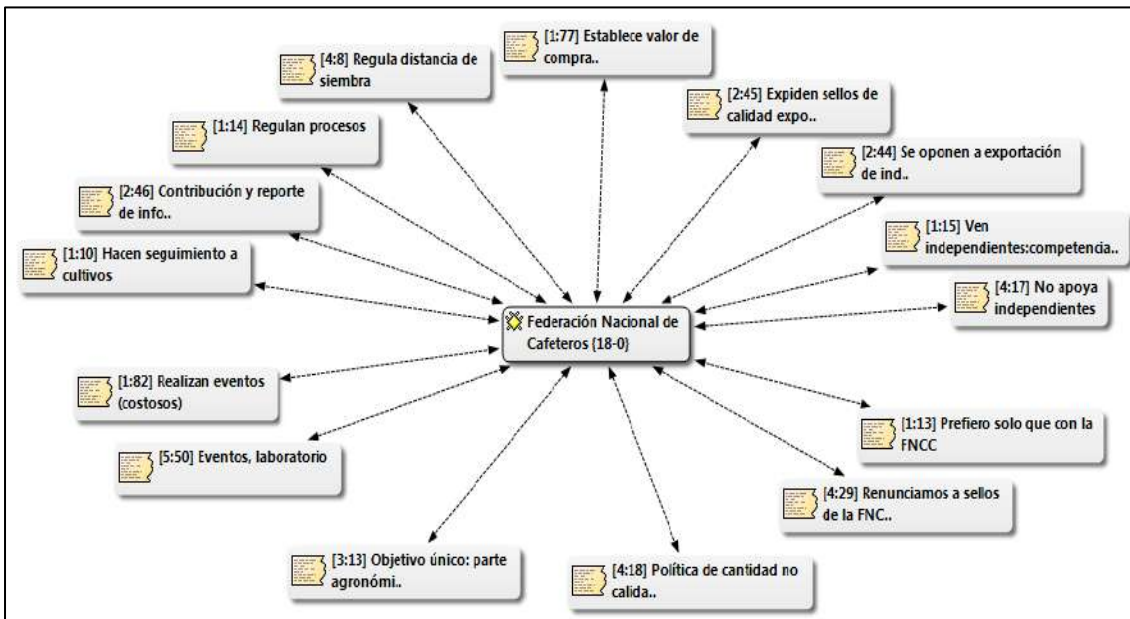 [1:77] Establece valor de
compra..
[4:8] Regula distancia de
siembra
[2:45] Expiden sellos de
calidad expo..
[1:14] Regulan procesos
[2:44] Se oponen a exportación
de ind..
[2:46] Contribución y reporte
de info..
[1:15] Ven
independientes:competencia..
[1:10] Hacen seguimiento a
cultivos
[4:17] No apoya
independientes
Federación Nacional de
Cafeteros {18-0}
[1:82] Realizan eventos
(costosos)
[1:13] Prefiero solo que con la
FNCC
[5:50] Eventos, laboratorio
[4:29] Renunciamos a sellos
de la FNC..
[3:13] Objetivo único: parte
agronómi..
[4:18] Política de cantidad no
calida..